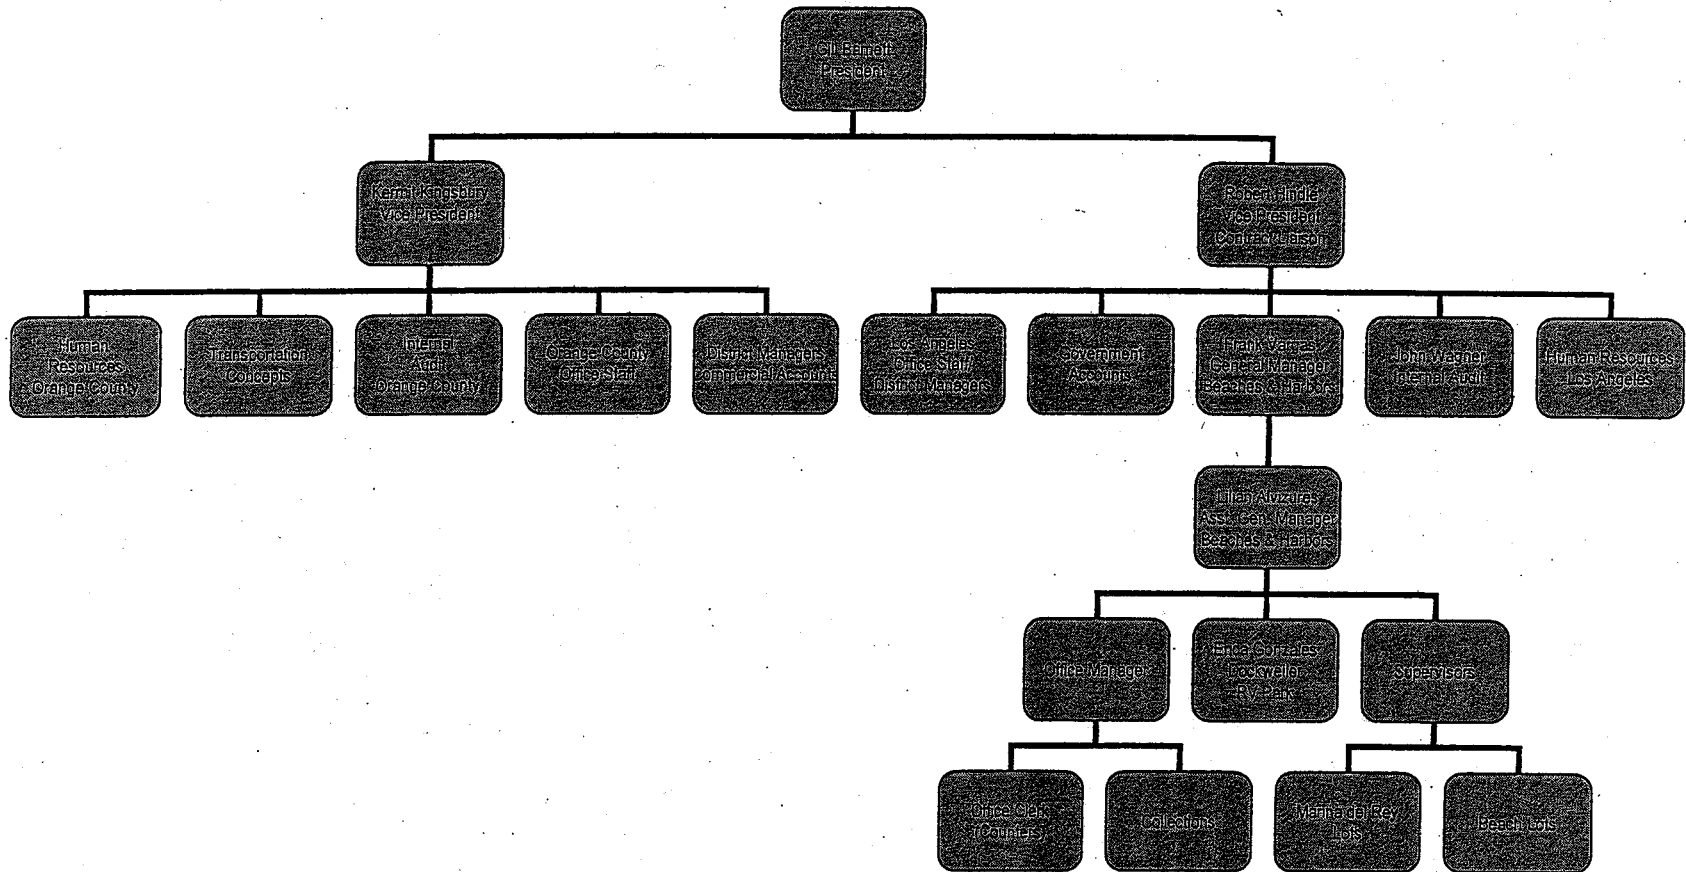 Gil Barnett
President
Kermit Kingsbury
Vice President
Robert Hindle
Vice President
Contract Liaison
Human
Resources
Orange County
Transportation
Concepts
Internal
Audit
Orange County
Orange County
Office Staff
District Managers
Commercial Accounts
Los Angeles
Office Staff/
District Managers
Government
Accounts
Frank Vargas
General Manager
Beaches & Harbors
John Wagner
Internal Audit
Human Resources
Los Angeles
Lilian Alvizures
Asst. Gen. Manager
Beaches & Harbors
Office Manager
Gonzales
Dockweiler
RV Park
Supervisors
Office Clerk
Counters
Collections
Marina del Rey
Lots
Beach Lots